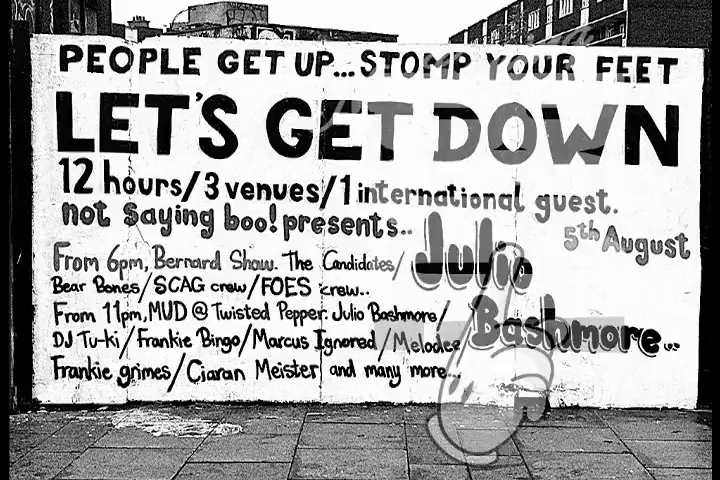 PEOPLE GET UP...STOMP YOUR FEET
LET'S GET DOWN
12 hours/3 venues/1 international guest.
not saying boo! presents..
5th August
Julio
Bashmore..
From 6pm, Bernard Shaw. The Candidates/
Bear Bones/SCAG crew/FOES crew..
From 11pm, MUD @ Twisted Pepper: Julio Bashmore/
DJ Tu-ki/Frankie Bingo/Marcus Ignored/Melodee
Frankie grimes/Ciaran Meister and many more...